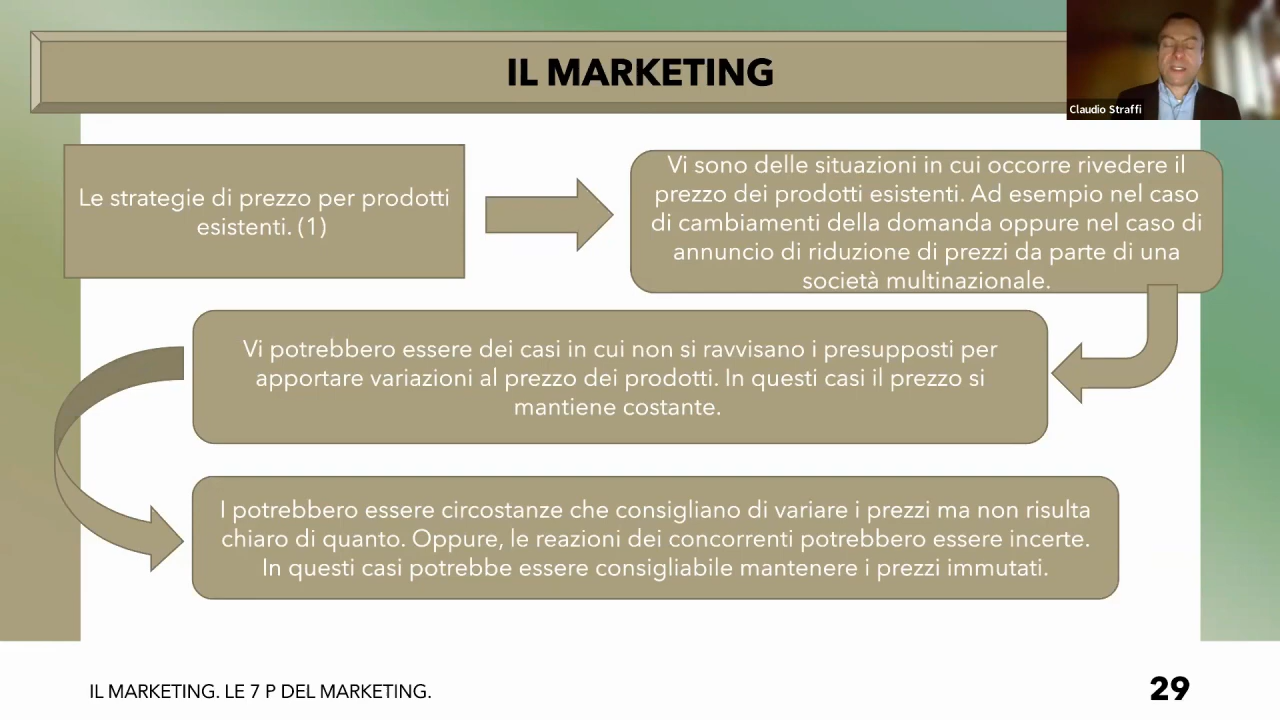 IL MARKETING
Claudio Straffi
Le strategie di prezzo per prodotti
esistenti. (1)
Vi sono delle situazioni in cui occorre rivedere il
prezzo dei prodotti esistenti. Ad esempio nel caso
di cambiamenti della domanda oppure nel caso di
annuncio di riduzione di prezzi da parte di una
società multinazionale.
Vi potrebbero essere dei casi in cui non si ravvisano i presupposti per
apportare variazioni al prezzo dei prodotti. In questi casi il prezzo si
mantiene costante.
I potrebbero essere circostanze che consigliano di variare i prezzi ma non risulta
chiaro di quanto. Oppure, le reazioni dei concorrenti potrebbero essere incerte.
In questi casi potrebbe essere consigliabile mantenere i prezzi immutati.
IL MARKETING. LE 7 P DEL MARKETING.
29